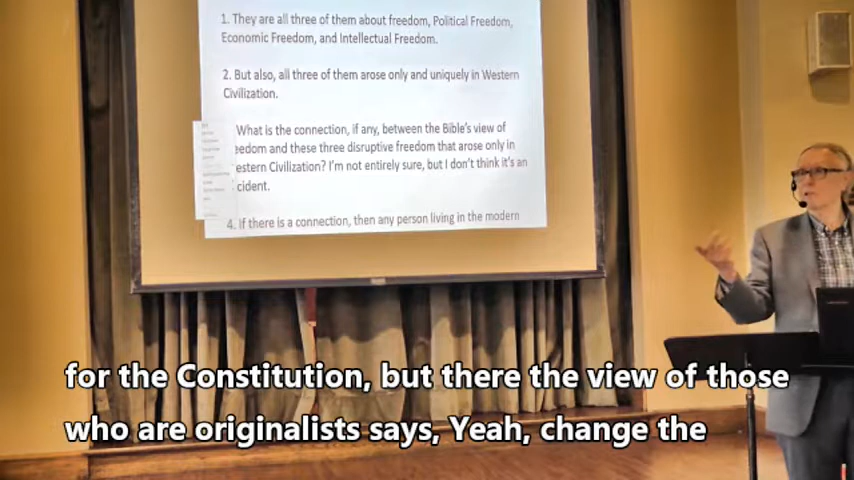 1. They are all three of them about freedom, Political Freedom,
Economic Freedom, and Intellectual Freedom.
2. But also, all three of them arose only and uniquely in Western
Civilization.
What is the connection, if any, between the Bible's view of
eedom and these three disruptive freedom that arose only in
estern Civilization? I'm not entirely sure, but I don't think it's an
cident.
4. If there is a connection, then any person living in the modern
for the Constitution, but there the view of those
who are originalists says, Yeah, change the